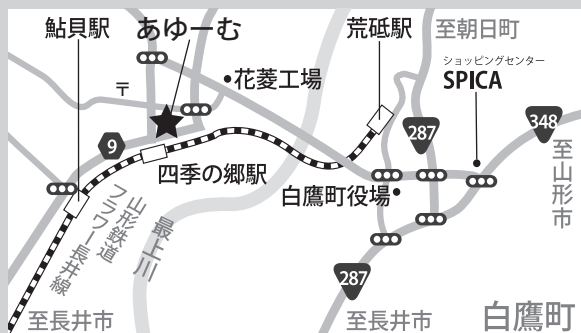 鮎貝駅
あゆーむ
荒砥駅
至朝日町
ショッピングセンター
SPICA
〒
花菱工場
348
287
9
至山形市
四季の郷駅
白鷹町役場
山形鉄道
フラワー長井線
最上川
287
至長井市
至長井市
白鷹町